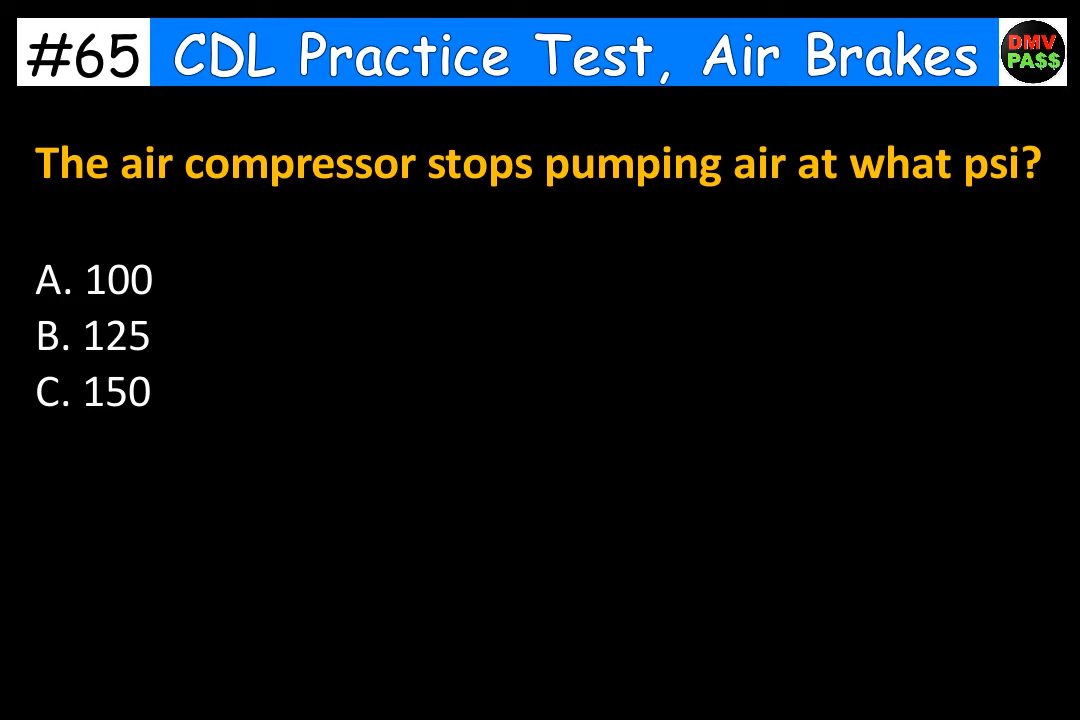 #65 CDL Practice Test, Air Brakes DMV
PA$$
The air compressor stops pumping air at what psi?
A. 100
B. 125
C. 150